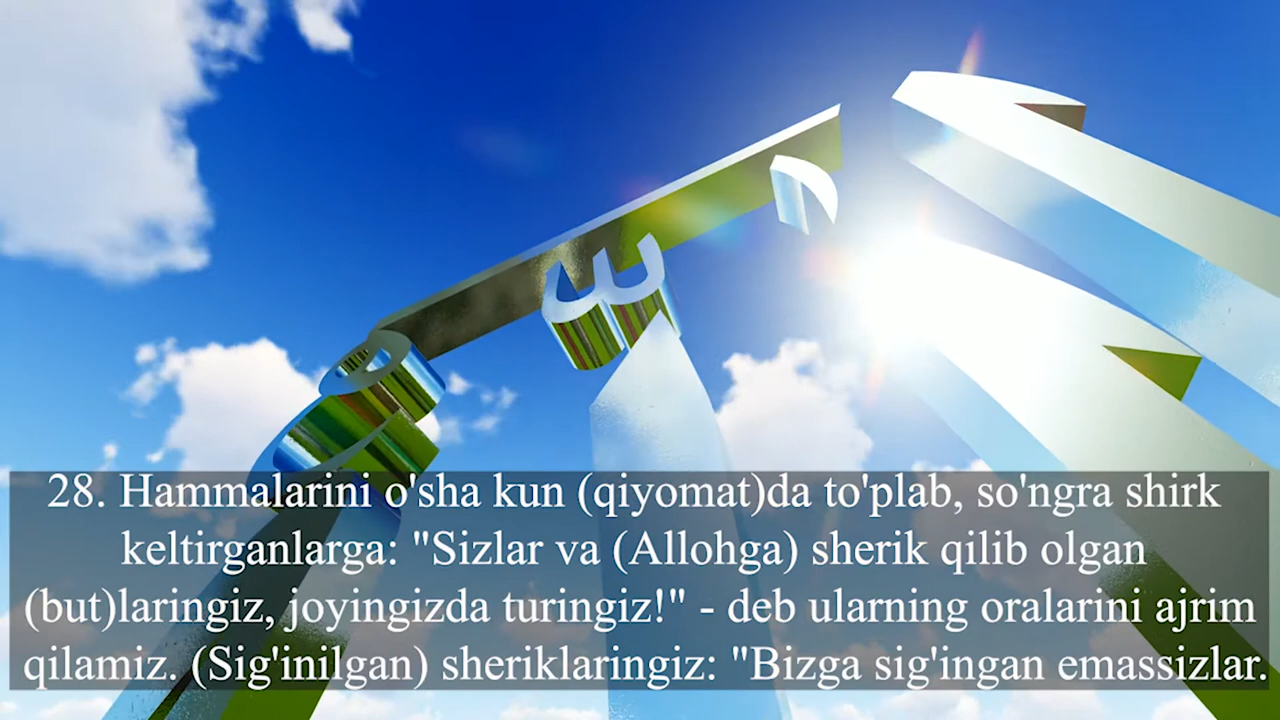 28. Hammalarini o'sha kun (qiyomat)da to'plab, so'ngra shirk
keltirganlarga: "Sizlar va (Allohga) sherik qilib olgan
(but)laringiz, joyingizda turingiz!" - deb ularning oralarini ajrim
qilamiz. (Sig'inilgan) sheriklaringiz: "Bizga sig'ingan emassizlar.